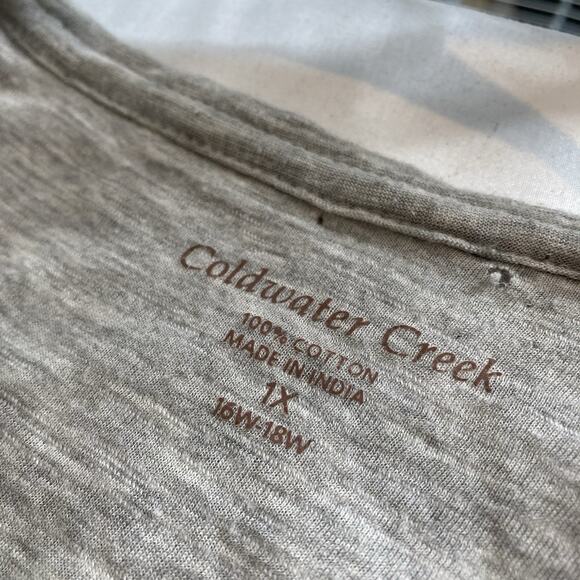 Coldwater Creek
100% COTTON
MADE IN INDIA
1X
16W-18W